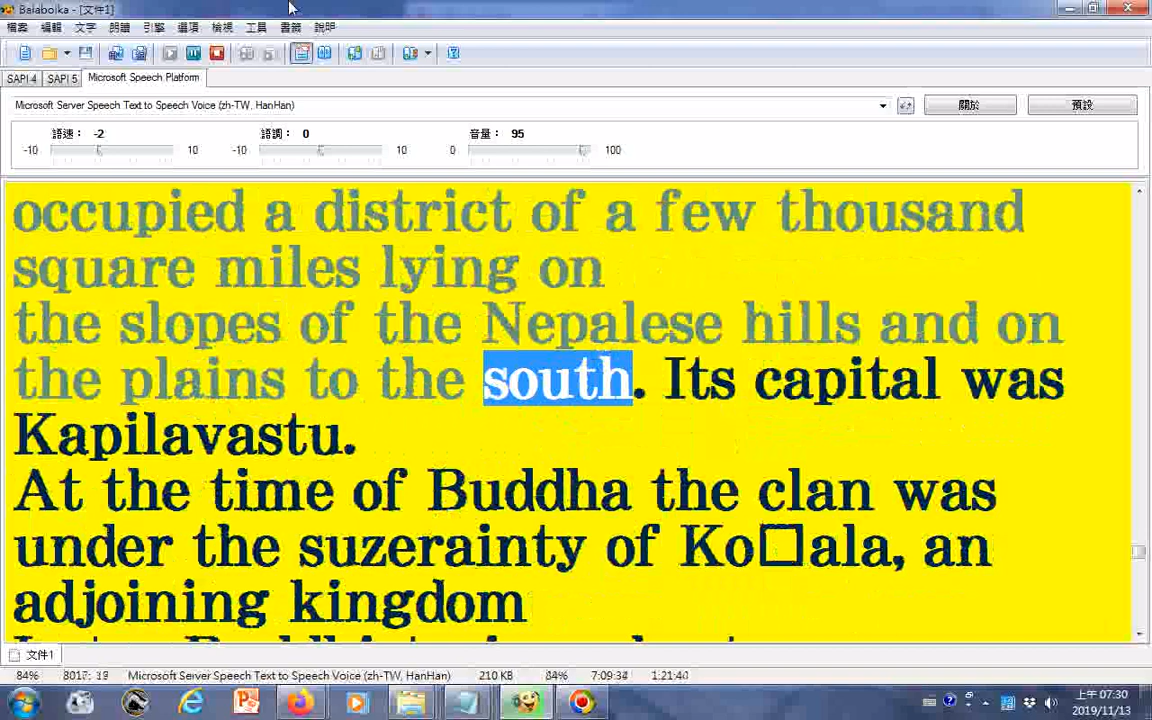 Balabolka - [文件1]
檔案 編輯 文字 朗讀 引擎 選項 檢視 工具 書籤 說明
SAPI 4 SAPI 5 Microsoft Speech Platform
Microsoft Server Speech Text to Speech Voice (zh-TW, HanHan) 關於 預設
語速: -2 語調: 0 音量: 95
-10 10 -10 10 0 100
occupied a district of a few thousand
square miles lying on
the slopes of the Nepalese hills and on
the plains to the south. Its capital was
Kapilavastu.
At the time of Buddha the clan was
under the suzerainty of Ko□ala, an
adjoining kingdom
文件1
84% 8017: 13 Microsoft Server Speech Text to Speech Voice (zh-TW, HanHan) 210 KB 84% 7:09:34 1:21:40
上午 07:30
2019/11/13